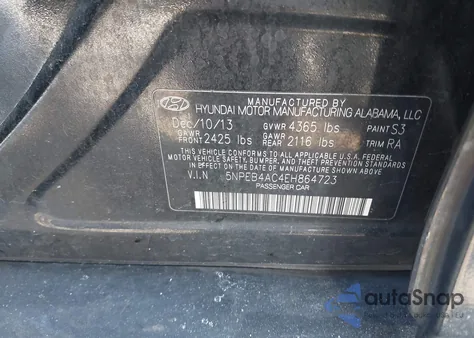 MANUFACTURED BY
HYUNDAI MOTOR MANUFACTURING ALABAMA, LLC
Dec/10/13 GVWR 4365 lbs PAINT S3
GAWR FRONT 2425 lbs GAWR REAR 2116 lbs TRIM RA
THIS VEHICLE CONFORMS TO ALL APPLICABLE U.S.A. FEDERAL
MOTOR VEHICLE SAFETY, BUMPER, AND THEFT PREVENTION
STANDARDS IN EFFECT ON THE DATE OF MANUFACTURE SHOWN ABOVE.
V.I.N 5NPEB4AC4EH864723
PASSENGER CAR
autoSnap